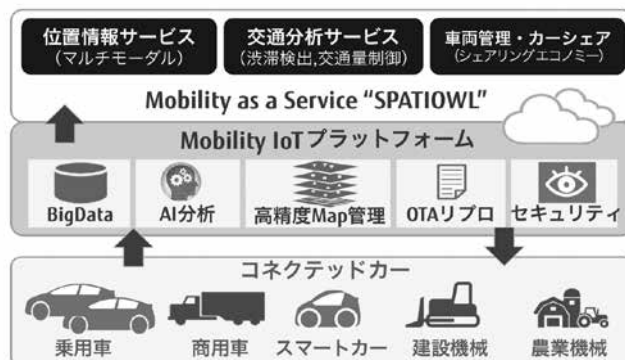 位置情報サービス
(マルチモーダル)
交通分析サービス
(渋滞検出,交通量制御)
車両管理・カーシェア
(シェアリングエコノミー)
Mobility as a Service “SPATIOWL”
Mobility IoTプラットフォーム
BigData
AI分析
高精度Map管理
OTAリプロ
セキュリティ
コネクテッドカー
乗用車
商用車
スマートカー
建設機械
農業機械